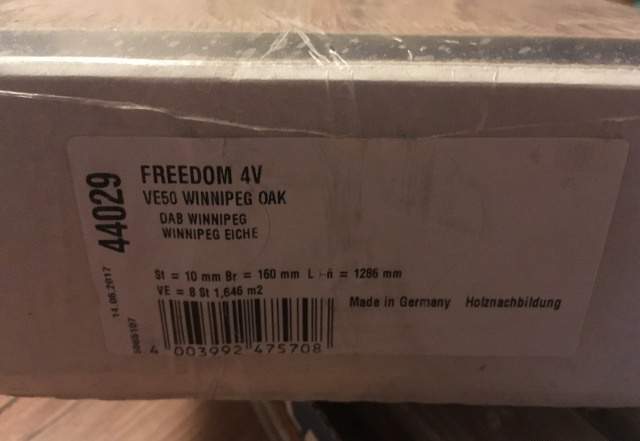 FREEDOM 4V
VE50 WINNIPEG OAK
DAB WINNIPEG
WINNIPEG EICHE
44029
14.06.2017
St = 10 mm Br = 160 mm L = 1286 mm
VE = 8 St 1,646 m2
Made in Germany Holznachbildung
4 003992 475708